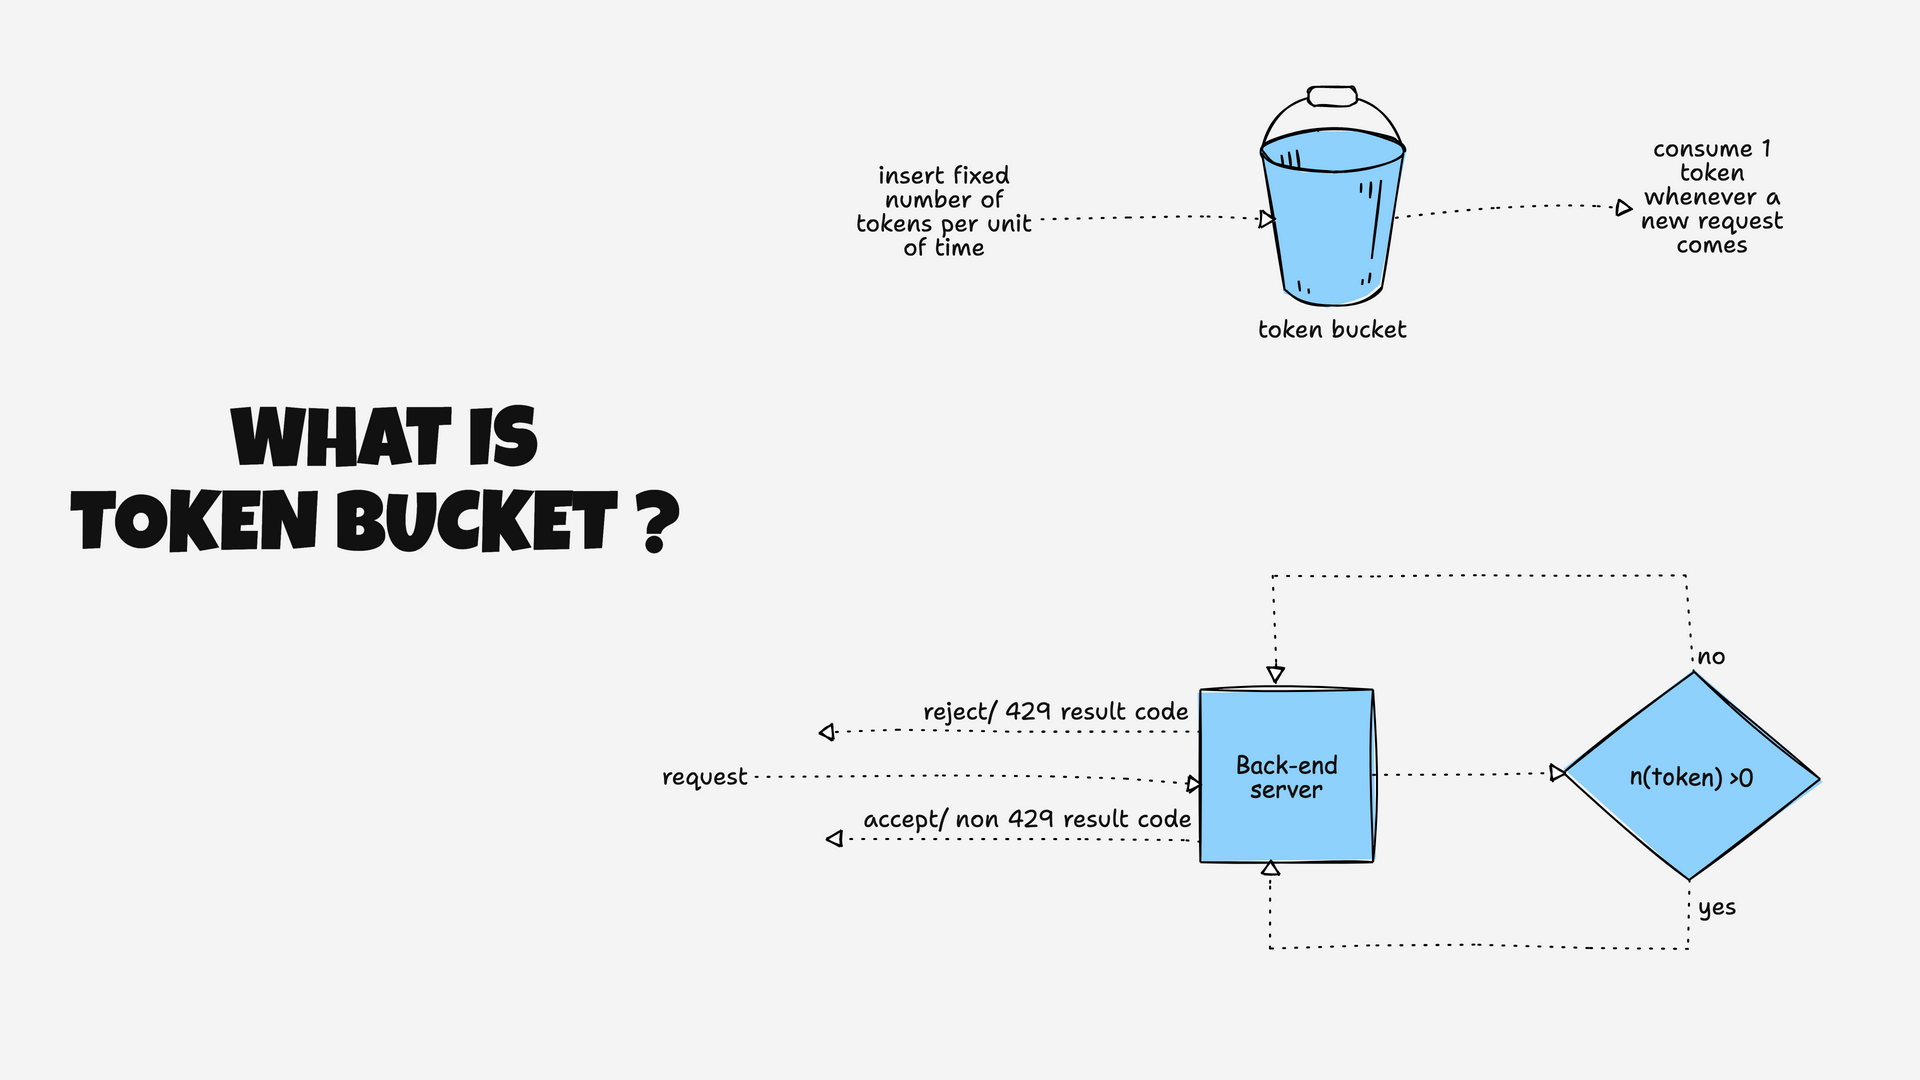 WHAT IS
TOKEN BUCKET ?
insert fixed
number of
tokens per unit
of time
token bucket
consume 1
token
whenever a
new request
comes
reject/ 429 result code
request
accept/ non 429 result code
Back-end
server
n(token) >0
no
yes